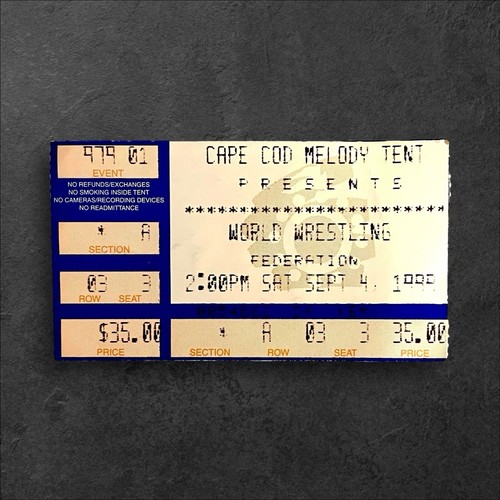 979 01
EVENT
NO REFUNDS/EXCHANGES
NO SMOKING INSIDE TENT
NO CAMERAS/RECORDING DEVICES
NO READMITTANCE
* A
SECTION
03 3
ROW SEAT
$35.00
PRICE
CAPE COD MELODY TENT
P R E S E N T S
*****************************
WORLD WRESTLING
FEDERATION
2:00PM SAT SEPT 4, 1999
* A 03 3 35.00
SECTION ROW SEAT PRICE